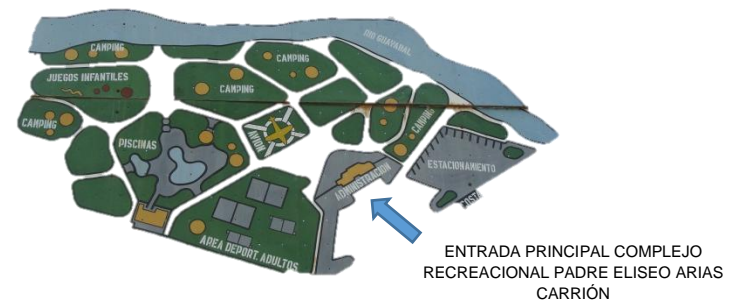 RIO GUAYABAL
CAMPING
CAMPING
JUEGOS INFANTILES
CAMPING
CAMPING
CAMPING
PISCINAS
AVION
ESTACIONAMIENTO
ADMINISTRACION
AREA DEPORT. ADULTOS
ENTRADA PRINCIPAL COMPLEJO
RECREACIONAL PADRE ELISEO ARIAS
CARRIÓN